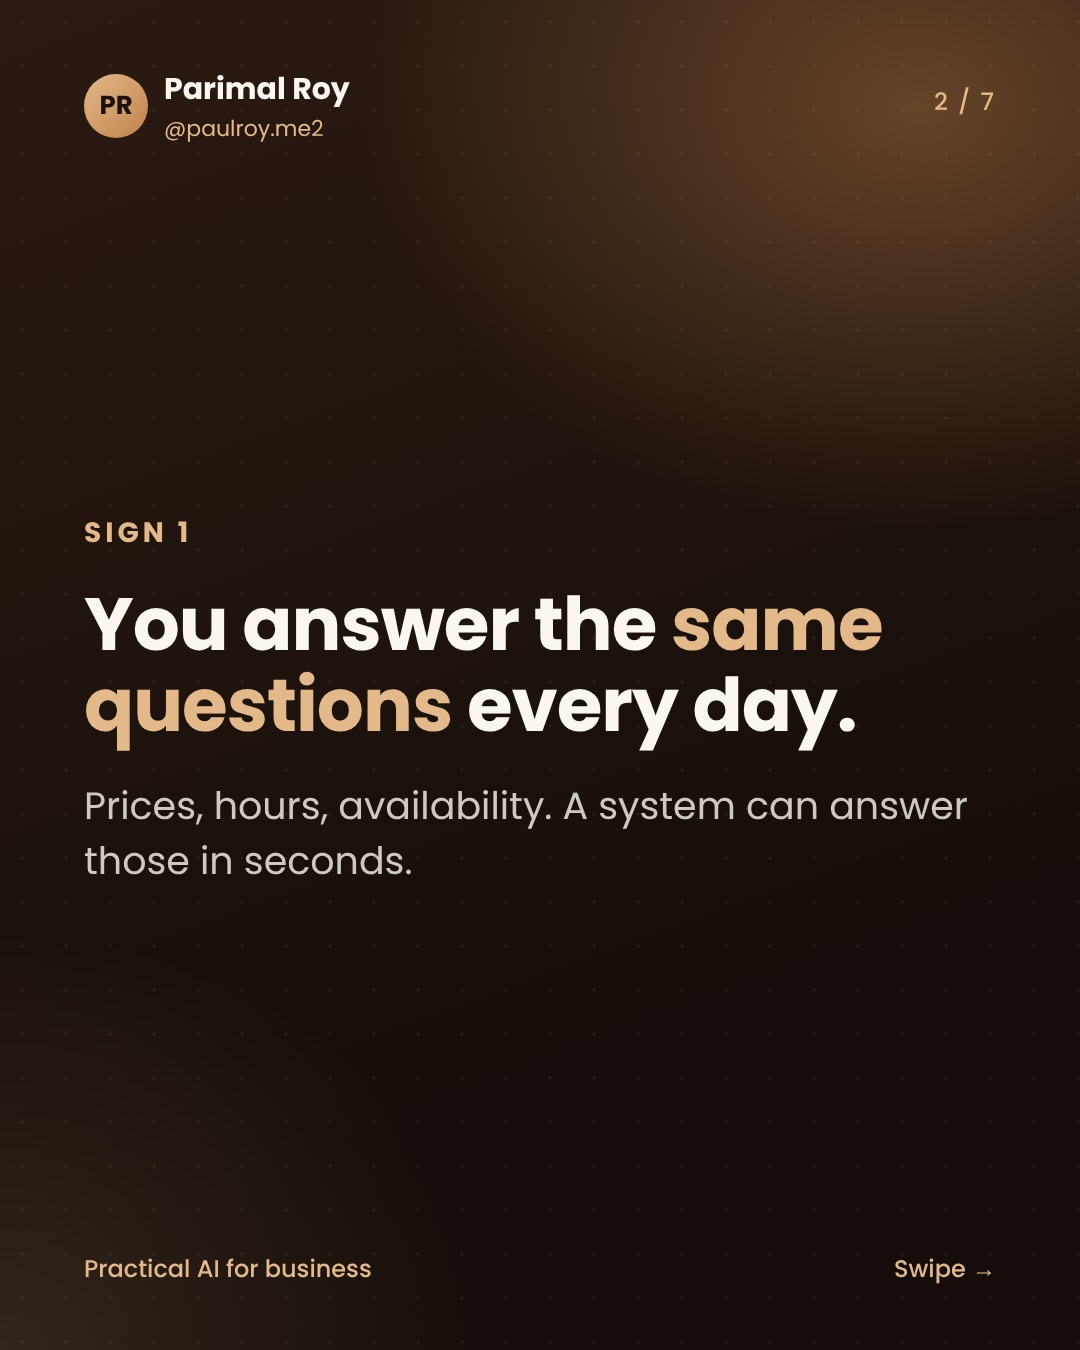 PR
Parimal Roy
@paulroy.me2
2 / 7
SIGN 1
You answer the same
questions every day.
Prices, hours, availability. A system can answer
those in seconds.
Practical AI for business
Swipe →